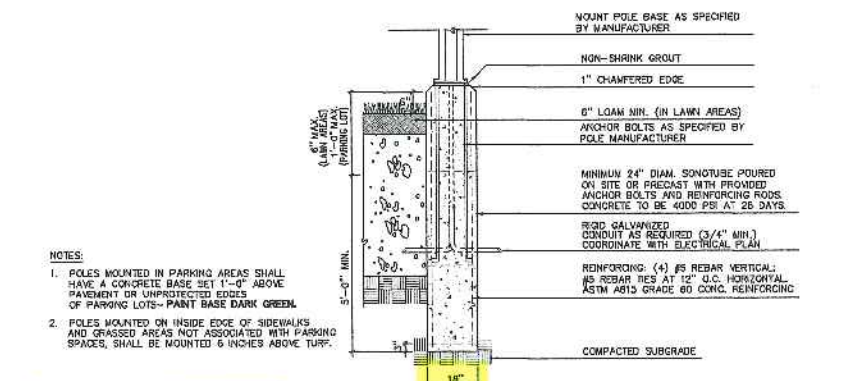 MOUNT POLE BASE AS SPECIFIED
BY MANUFACTURER
NON-SHRINK GROUT
1" CHAMFERED EDGE
6" LOAM MIN. (IN LAWN AREAS)
ANCHOR BOLTS AS SPECIFIED BY
POLE MANUFACTURER
MINIMUM 24" DIAM. SONOTUBE POURED
ON SITE OR PRECAST WITH PROVIDED
ANCHOR BOLTS AND REINFORCING RODS.
CONCRETE TO BE 4000 PSI AT 28 DAYS.
RIGID GALVANIZED
CONDUIT AS REQUIRED (3/4" MIN.)
COORDINATE WITH ELECTRICAL PLAN
REINFORCING: (4) #5 REBAR VERTICAL;
#5 REBAR TIES AT 12" O.C. HORIZONTAL.
ASTM A615 GRADE 60 CONC. REINFORCING
COMPACTED SUBGRADE
6"
6" MAX.
(LAWN AREAS)
1'-0" MAX.
(PARKING LOT)
5'-0" MIN.
3"
18"
NOTES:
1. POLES MOUNTED IN PARKING AREAS SHALL
HAVE A CONCRETE BASE SET 1'-0" ABOVE
PAVEMENT OR UNPROTECTED EDGES
OF PARKING LOTS- PAINT BASE DARK GREEN.
2. POLES MOUNTED ON INSIDE EDGE OF SIDEWALKS
AND GRASSED AREAS NOT ASSOCIATED WITH PARKING
SPACES, SHALL BE MOUNTED 6 INCHES ABOVE TURF.